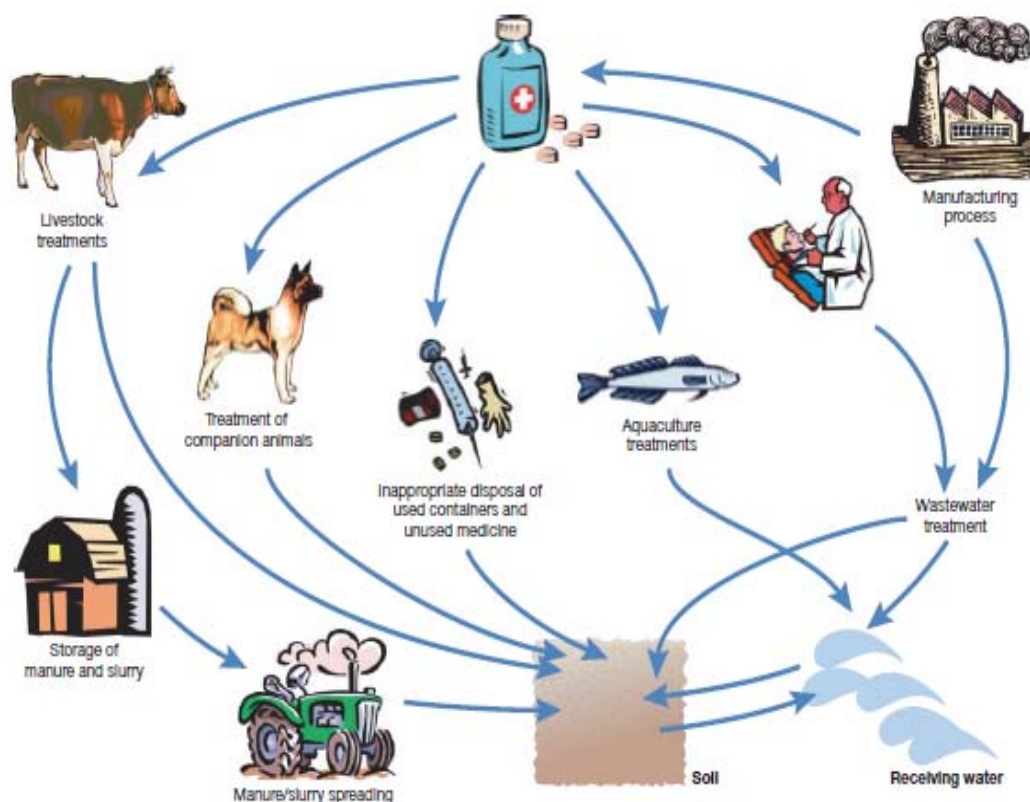 Livestock
treatments
Manufacturing
process
Treatment of
companion animals
Aquaculture
treatments
Inappropriate disposal of
used containers and
unused medicine
Wastewater
treatment
Storage of
manure and slurry
Manure/slurry spreading
Soil
Receiving water